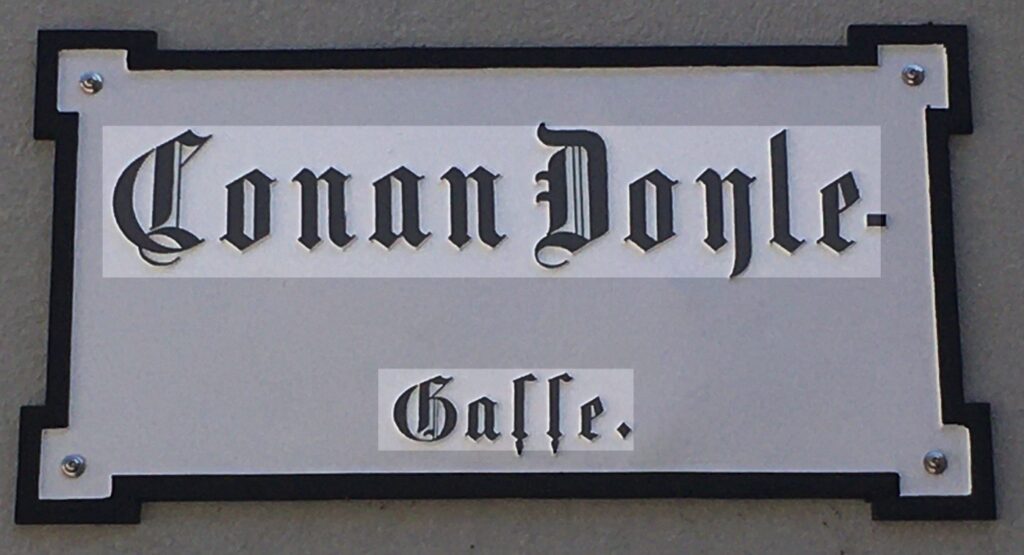 Conan Doyle-
Gaſſe.